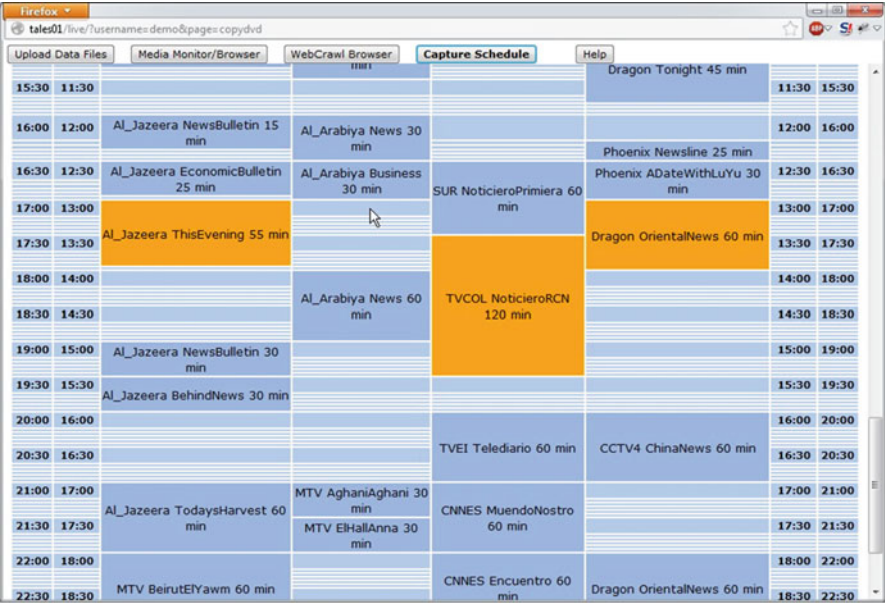 Firefox
tales01/live/?username=demo&page=copydvd
Upload Data Files
Media Monitor/Browser
WebCrawl Browser
Capture Schedule
Help
min
Dragon Tonight 45 min
15:30 11:30
11:30 15:30
16:00 12:00
Al_Jazeera NewsBulletin 15
min
Al_Arabiya News 30
min
12:00 16:00
Phoenix Newsline 25 min
16:30 12:30
Al_Jazeera EconomicBulletin
25 min
Al_Arabiya Business
30 min
SUR NoticieroPrimiera 60
min
Phoenix ADateWithLuYu 30
min
12:30 16:30
17:00 13:00
13:00 17:00
Al_Jazeera ThisEvening 55 min
Dragon OrientalNews 60 min
17:30 13:30
13:30 17:30
18:00 14:00
14:00 18:00
Al_Arabiya News 60
min
TVCOL NoticieroRCN
120 min
18:30 14:30
14:30 18:30
19:00 15:00
Al_Jazeera NewsBulletin 30
min
15:00 19:00
19:30 15:30
Al_Jazeera BehindNews 30 min
15:30 19:30
20:00 16:00
16:00 20:00
TVEI Telediario 60 min
CCTV4 ChinaNews 60 min
20:30 16:30
16:30 20:30
21:00 17:00
MTV AghaniAghani 30
min
17:00 21:00
Al_Jazeera TodaysHarvest 60
min
CNNES MuendoNostro
60 min
21:30 17:30
MTV ElHallAnna 30
min
17:30 21:30
22:00 18:00
18:00 22:00
MTV BeirutElYawm 60 min
CNNES Encuentro 60
min
Dragon OrientalNews 60 min
22:30 18:30
18:30 22:30